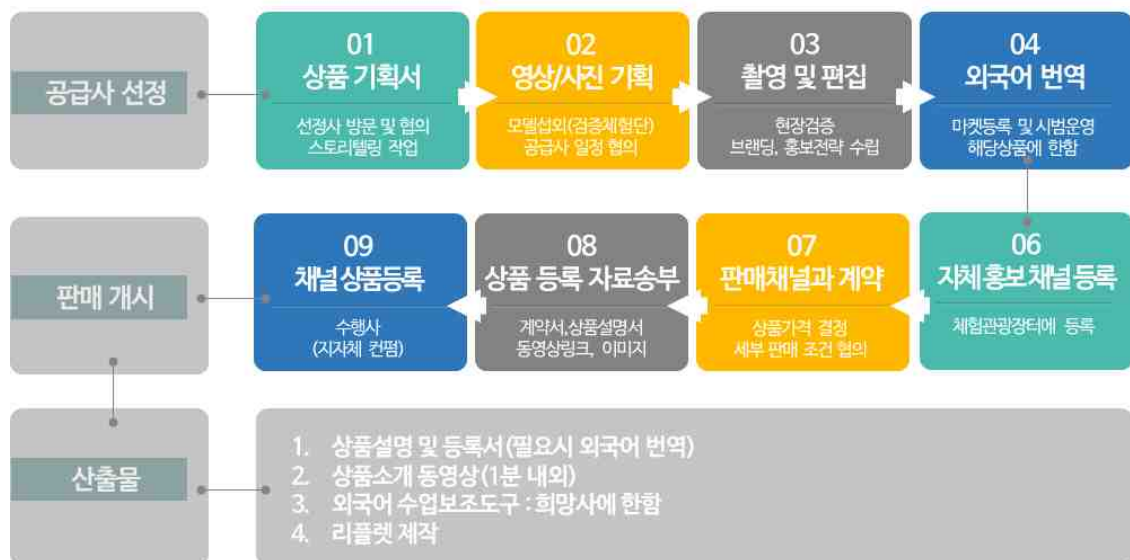 공급사 선정
01
상품 기획서
선정사 방문 및 협의
스토리텔링 작업
02
영상/사진 기획
모델섭외(검증체험단)
공급사 일정 협의
03
촬영 및 편집
현장검증
브랜딩, 홍보전략 수립
04
외국어 번역
마켓등록 및 시범운영
해당상품에 한함
판매 개시
09
채널 상품등록
수행사
(지자체 컨펌)
08
상품 등록 자료송부
계약서,상품설명서
동영상링크, 이미지
07
판매채널과 계약
상품가격 결정
세부 판매 조건 협의
06
자체 홍보 채널 등록
체험관광장터에 등록
산출물
1. 상품설명 및 등록서(필요시 외국어 번역)
2. 상품소개 동영상(1분 내외)
3. 외국어 수업보조도구 : 희망사에 한함
4. 리플렛 제작